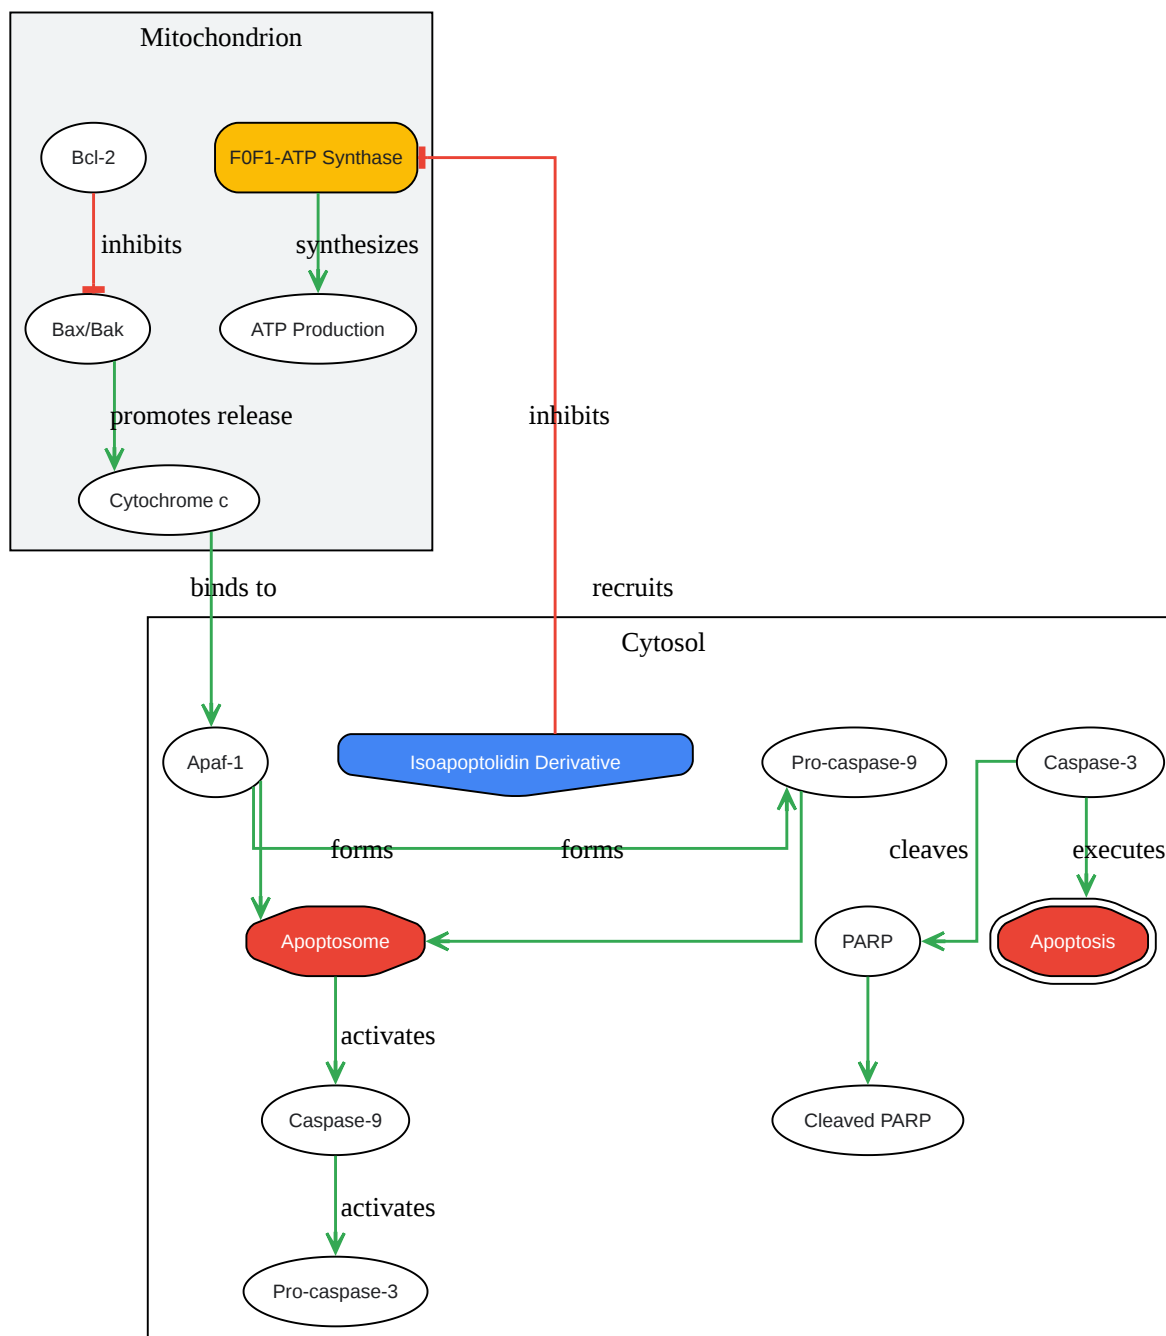 Mitochondrion
Bcl-2
F0F1-ATP Synthase
inhibits
synthesizes
Bax/Bak
ATP Production
promotes release
inhibits
Cytochrome c
binds to
recruits
Cytosol
Apaf-1
Isoapoptolidin Derivative
Pro-caspase-9
Caspase-3
forms
forms
cleaves
executes
Apoptosome
PARP
Apoptosis
activates
Caspase-9
Cleaved PARP
activates
Pro-caspase-3